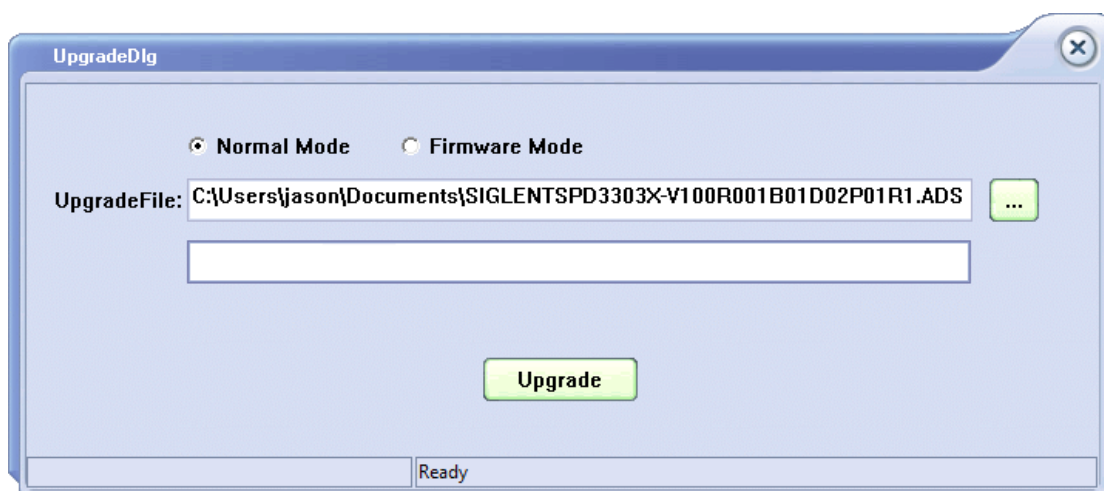 UpgradeDlg
Normal Mode Firmware Mode
UpgradeFile: C:\Users\jason\Documents\SIGLENTSPD3303X-V100R001B01D02P01R1.ADS ...
Upgrade
Ready